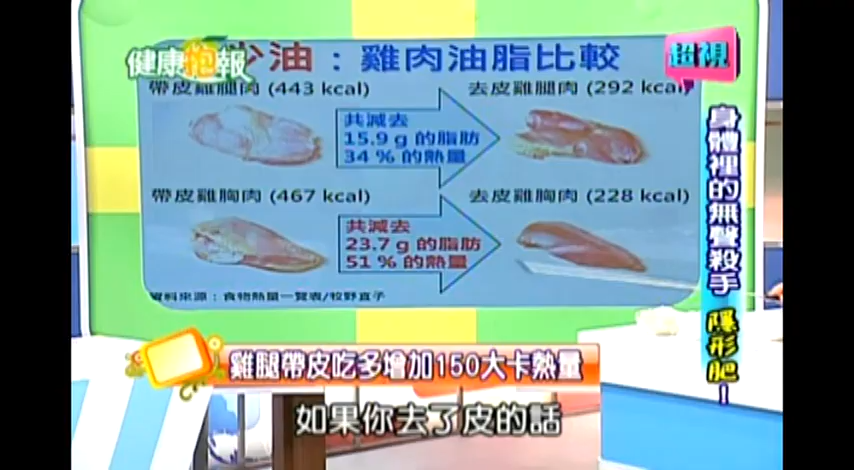 健康抱報
少油：雞肉油脂比較
超視
帶皮雞腿肉 (443 kcal)
去皮雞腿肉 (292 kcal)
共減去
15.9 g 的脂肪
34 % 的熱量
帶皮雞胸肉 (467 kcal)
去皮雞胸肉 (228 kcal)
共減去
23.7 g 的脂肪
51 % 的熱量
資料來源：食物熱量一覽表/牧野直子
身體裡的無聲殺手 隱形肥！
雞腿帶皮吃多增加150大卡熱量
如果你去了皮的話